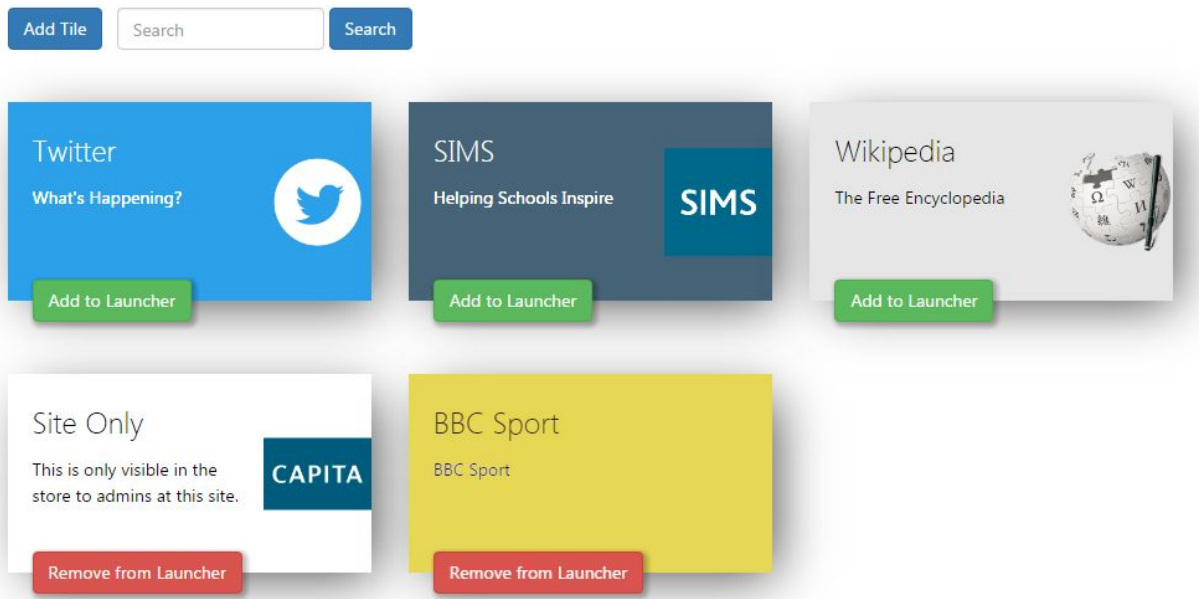 Add Tile
Search
Search
Twitter
What's Happening?
Add to Launcher
SIMS
Helping Schools Inspire
SIMS
Add to Launcher
Wikipedia
The Free Encyclopedia
Ω
W
И
維
Add to Launcher
Site Only
This is only visible in the
store to admins at this site.
CAPITA
Remove from Launcher
BBC Sport
BBC Sport
Remove from Launcher